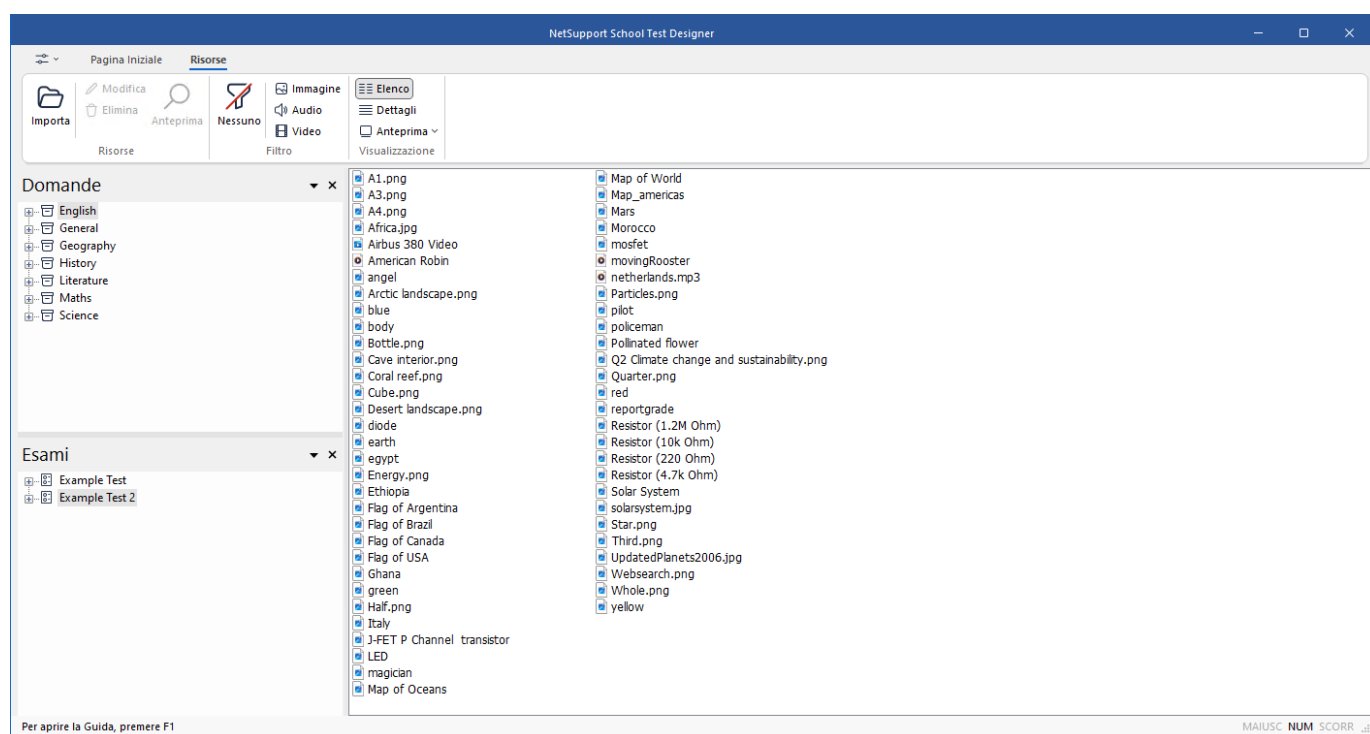 NetSupport School Test Designer
Pagina Iniziale Risorse
Importa
Modifica
Elimina
Anteprima
Risorse
Nessuno
Immagine
Audio
Video
Filtro
Elenco
Dettagli
Anteprima
Visualizzazione
Domande
English
General
Geography
History
Literature
Maths
Science
Esami
Example Test
Example Test 2
A1.png
A3.png
A4.png
Africa.jpg
Airbus 380 Video
American Robin
angel
Arctic landscape.png
blue
body
Bottle.png
Cave interior.png
Coral reef.png
Cube.png
Desert landscape.png
diode
earth
egypt
Energy.png
Ethiopia
Flag of Argentina
Flag of Brazil
Flag of Canada
Flag of USA
Ghana
green
Half.png
Italy
J-FET P Channel  transistor
LED
magician
Map of Oceans
Map of World
Map_americas
Mars
Morocco
mosfet
movingRooster
netherlands.mp3
Particles.png
pilot
policeman
Pollinated flower
Q2 Climate change and sustainability.png
Quarter.png
red
reportgrade
Resistor (1.2M Ohm)
Resistor (10k Ohm)
Resistor (220 Ohm)
Resistor (4.7k Ohm)
Solar System
solarsystem.jpg
Star.png
Third.png
UpdatedPlanets2006.jpg
Websearch.png
Whole.png
yellow
Per aprire la Guida, premere F1
MAIUSC NUM SCORR